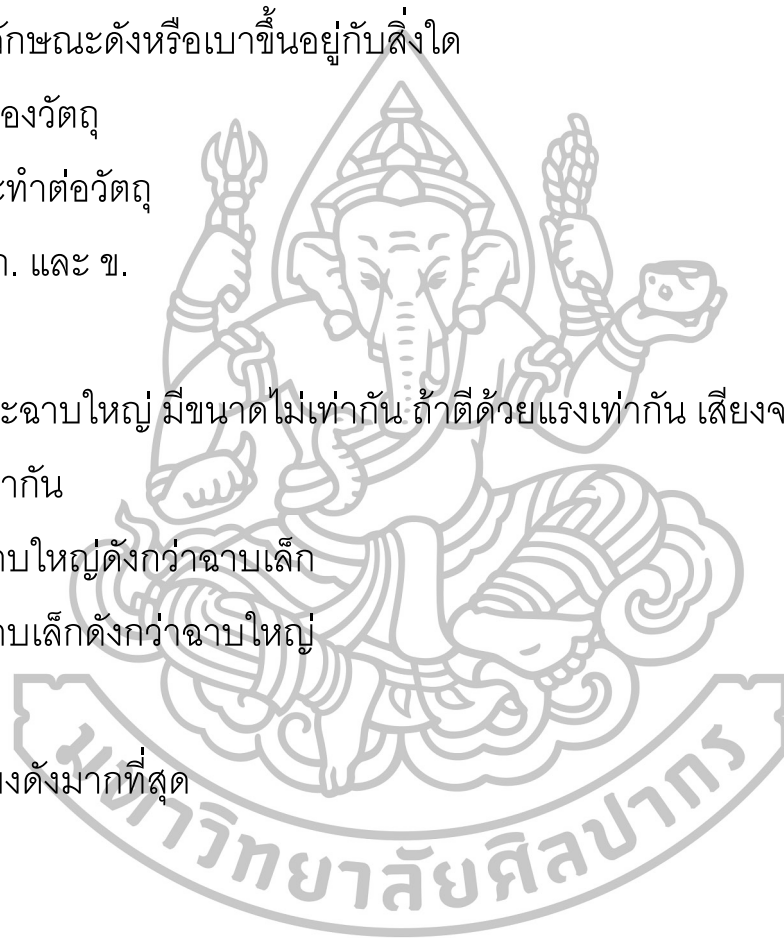 ักษณะดังหรือเบาขึ้นอยู่กับสิ่งใด
องวัตถุ
ะทำต่อวัตถุ
ก. และ ข.
ะฉาบใหญ่ มีขนาดไม่เท่ากัน ถ้าตีด้วยแรงเท่ากัน เสียงจ
ากัน
าบใหญ่ดังกว่าฉาบเล็ก
าบเล็กดังกว่าฉาบใหญ่
งดังมากที่สุด
มหาวิทยาลัยศิลปากร